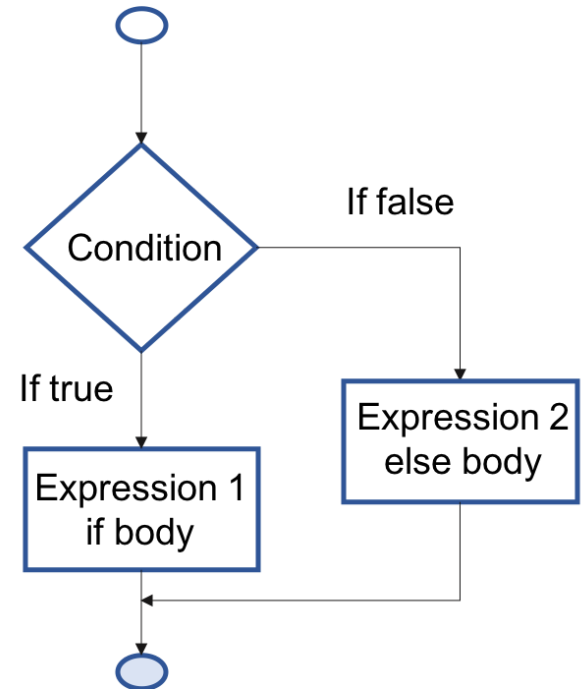 If false
Condition
If true
Expression 2
else body
Expression 1
if body